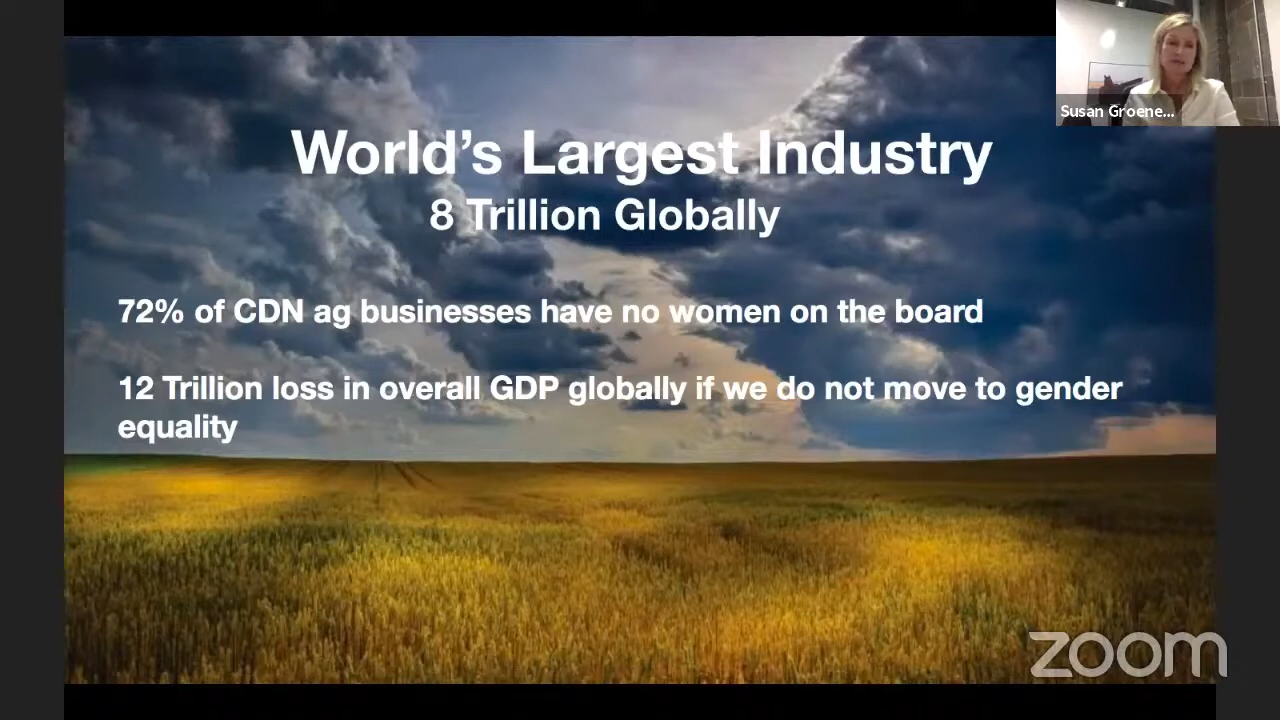 Susan Groene...
World's Largest Industry
8 Trillion Globally
72% of CDN ag businesses have no women on the board
12 Trillion loss in overall GDP globally if we do not move to gender
equality
zoom